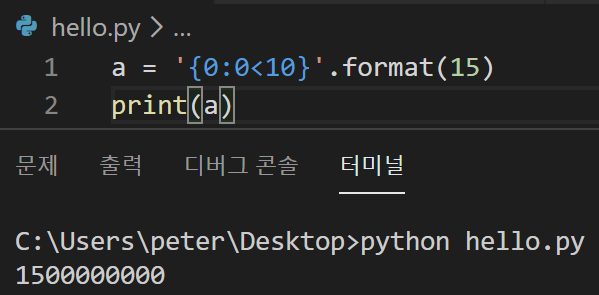 hello.py > ...
1 a = '{0:0<10}'.format(15)
2 print(a)
문제 출력 디버그 콘솔 터미널
C:\Users\peter\Desktop>python hello.py
1500000000